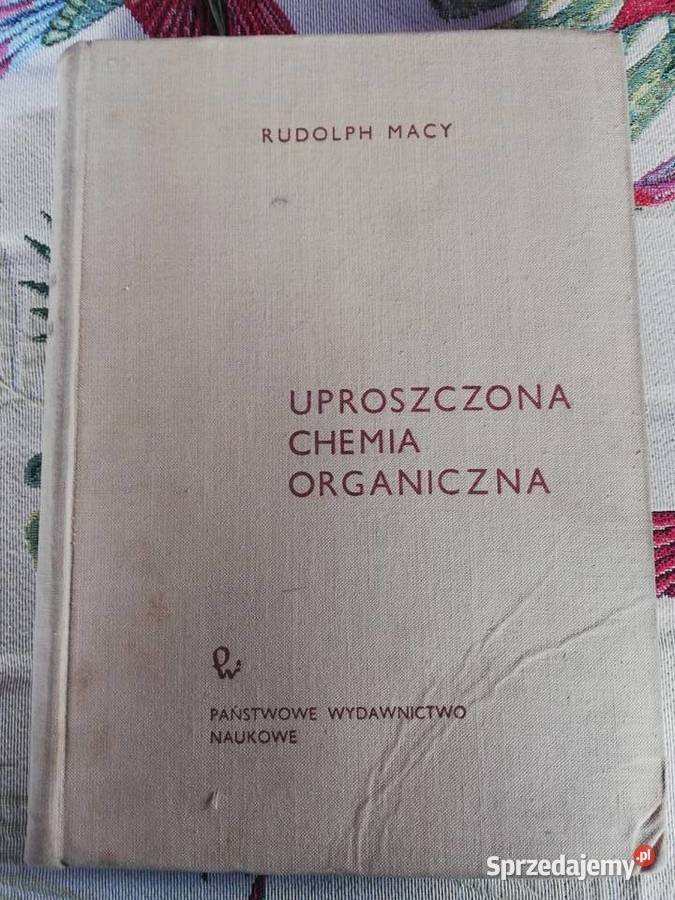 RUDOLPH MACY
UPROSZCZONA
CHEMIA
ORGANICZNA
PAŃSTWOWE WYDAWNICTWO
NAUKOWE
Sprzedajemy.pl